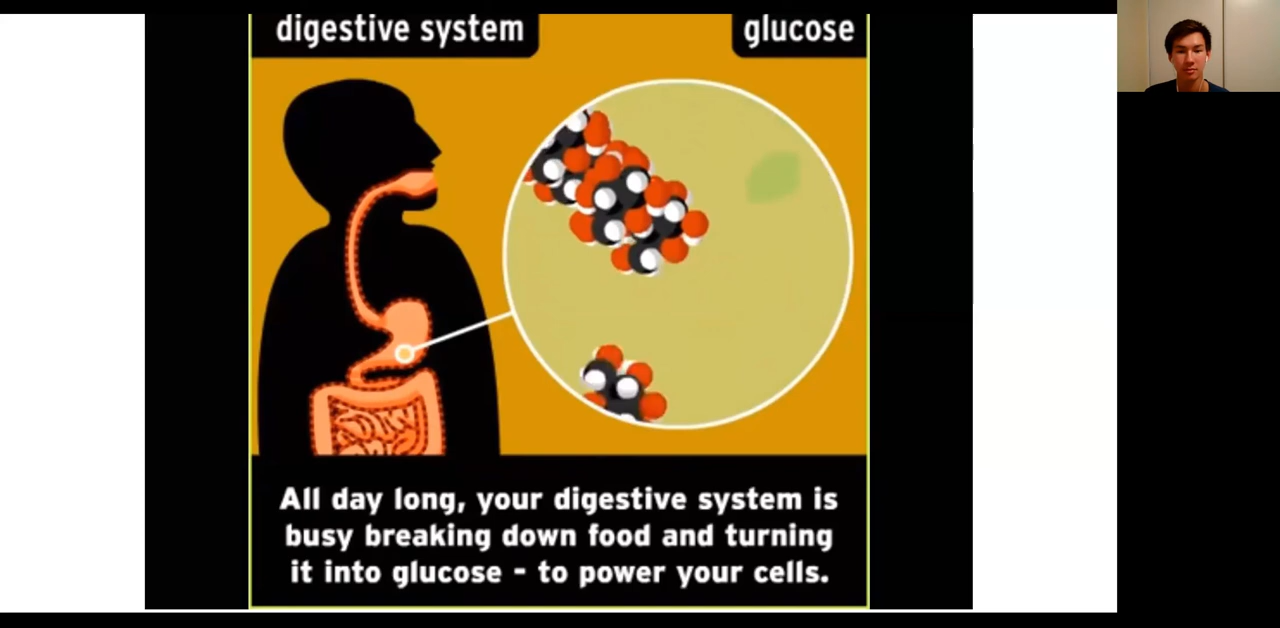 digestive system
glucose
All day long, your digestive system is
busy breaking down food and turning
it into glucose - to power your cells.